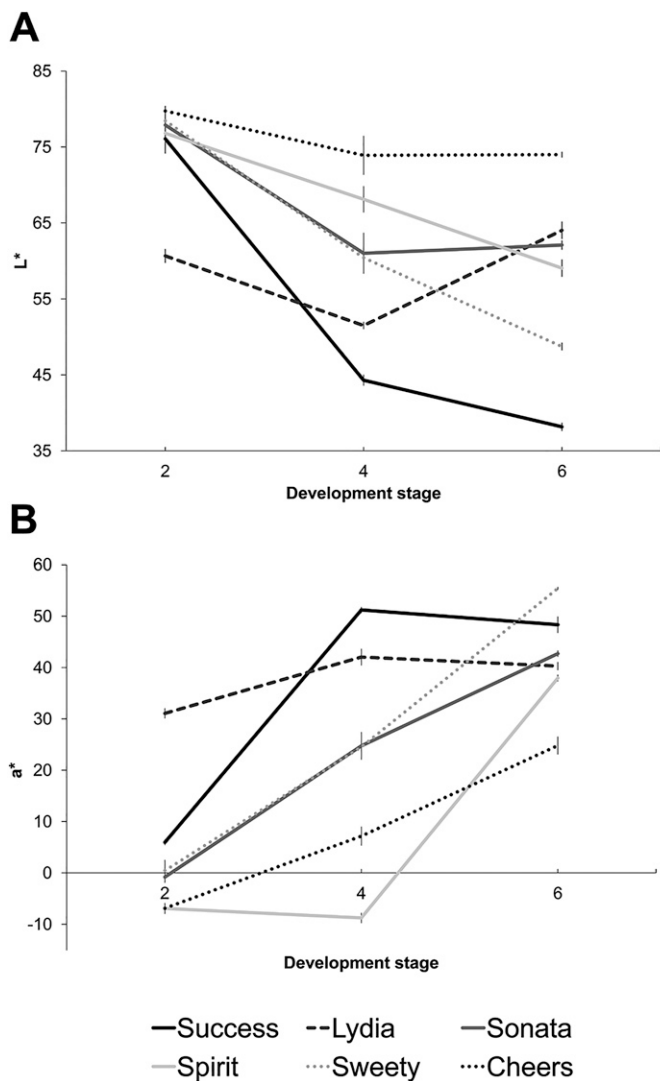 A
85
75
65
55
45
35
L*
2 4 6
Development stage
B
60
50
40
30
20
10
0
-10
a*
2 4 6
Development stage
Success Lydia Sonata
Spirit Sweety Cheers